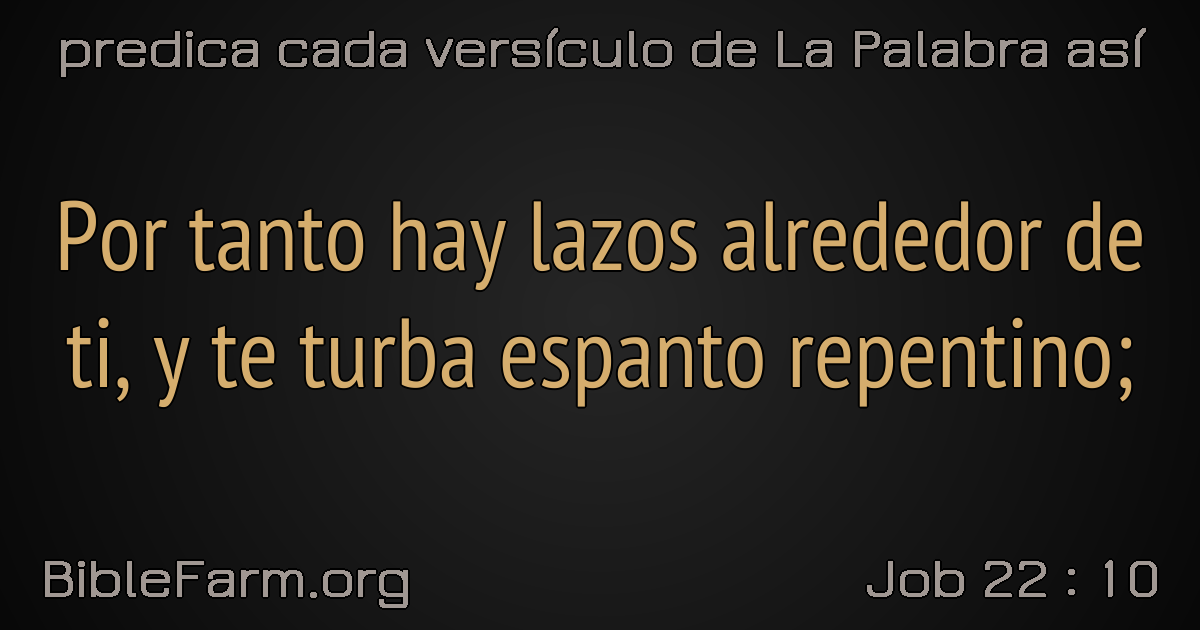 predica cada versículo de La Palabra así
Por tanto hay lazos alrededor de
ti, y te turba espanto repentino;
BibleFarm.org
Job 22 : 10